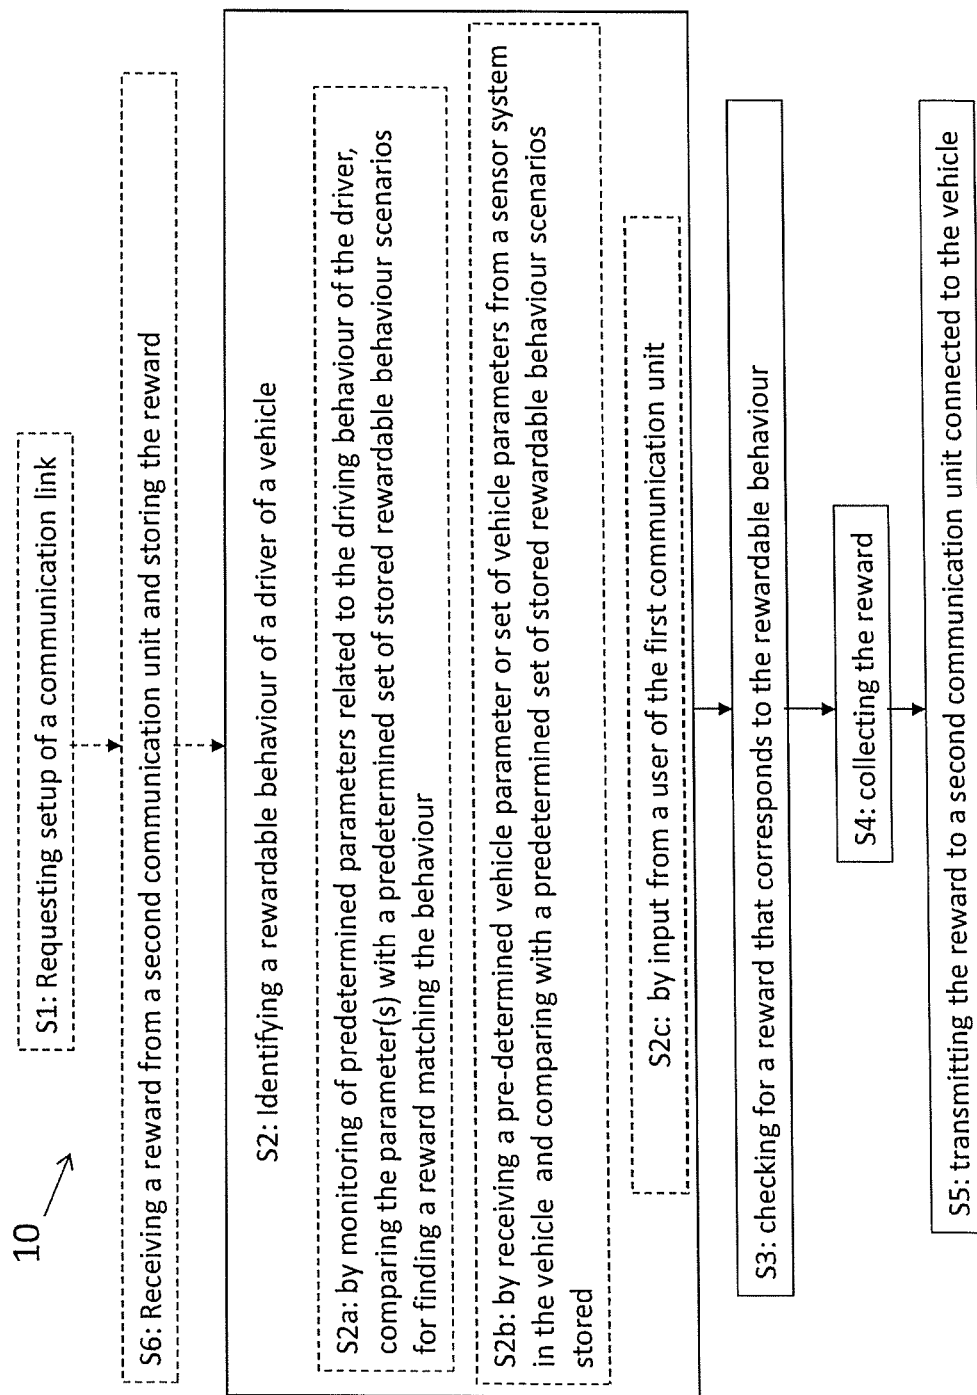 10
S1: Requesting setup of a communication link
S6: Receiving a reward from a second communication unit and storing the reward
S2: Identifying a rewardable behaviour of a driver of a vehicle
S2a: by monitoring of predetermined parameters related to the driving behaviour of the driver,
comparing the parameter(s) with a predetermined set of stored rewardable behaviour scenarios
for finding a reward matching the behaviour
S2b: by receiving a pre-determined vehicle parameter or set of vehicle parameters from a sensor system
in the vehicle and comparing with a predetermined set of stored rewardable behaviour scenarios
stored
S2c: by input from a user of the first communication unit
S3: checking for a reward that corresponds to the rewardable behaviour
S4: collecting the reward
S5: transmitting the reward to a second communication unit connected to the vehicle